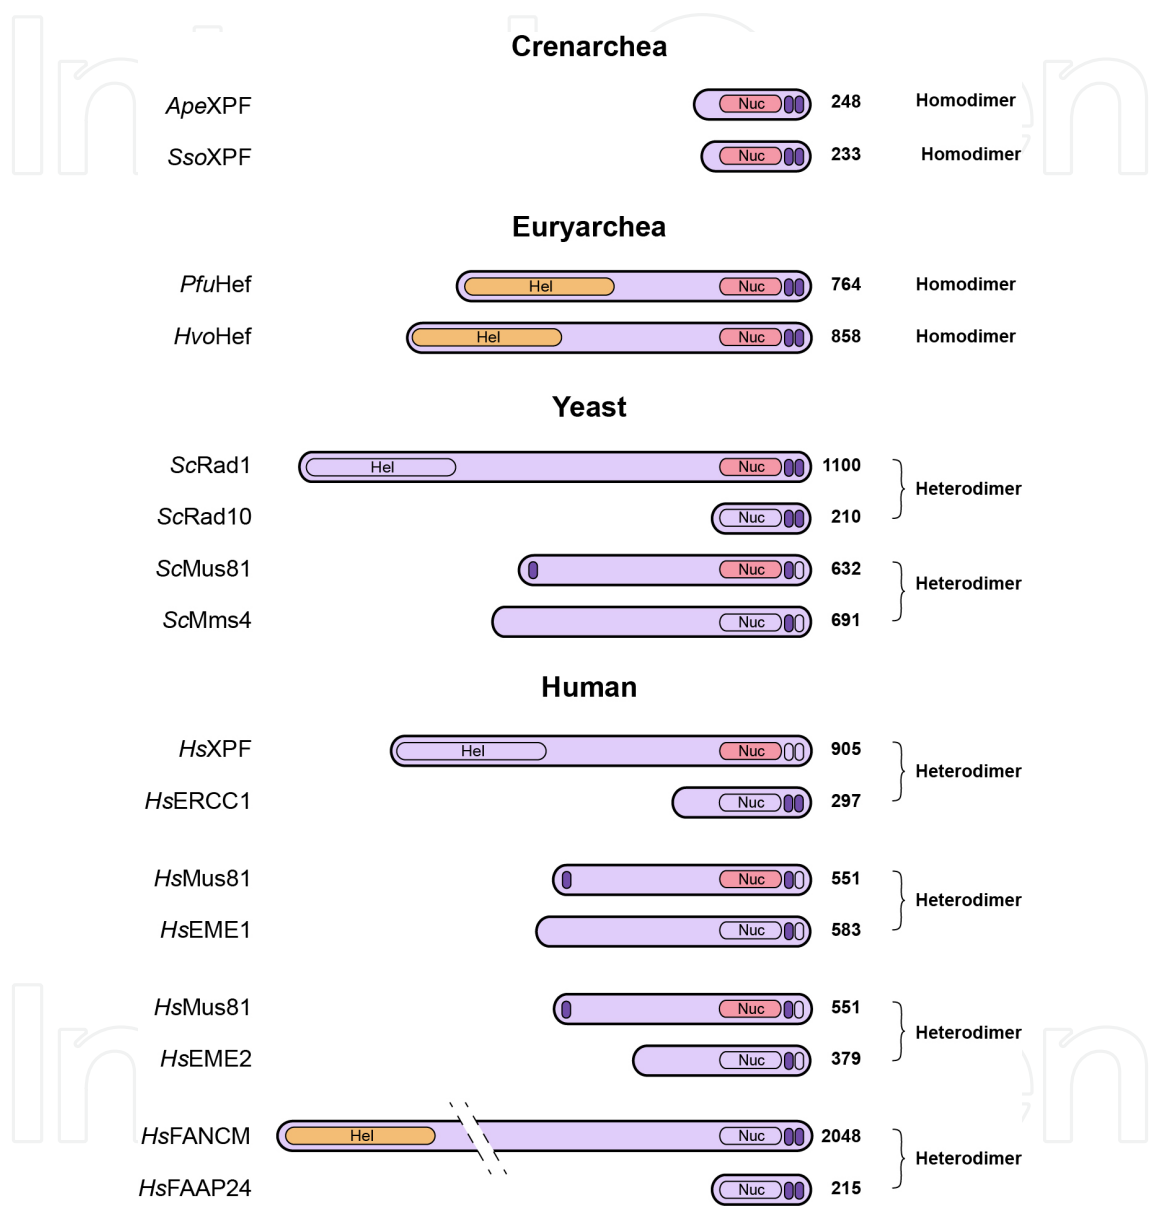 Crenarchea
ApeXPF Nuc 248 Homodimer
SsoXPF Nuc 233 Homodimer
Euryarchea
PfuHef Hel Nuc 764 Homodimer
HvoHef Hel Nuc 858 Homodimer
Yeast
ScRad1 Hel Nuc 1100
Heterodimer
ScRad10 Nuc 210
ScMus81 Nuc 632
Heterodimer
ScMms4 Nuc 691
Human
HsXPF Hel Nuc 905
Heterodimer
HsERCC1 Nuc 297
HsMus81 Nuc 551
Heterodimer
HsEME1 Nuc 583
HsMus81 Nuc 551
Heterodimer
HsEME2 Nuc 379
HsFANCM Hel Nuc 2048
Heterodimer
HsFAAP24 Nuc 215